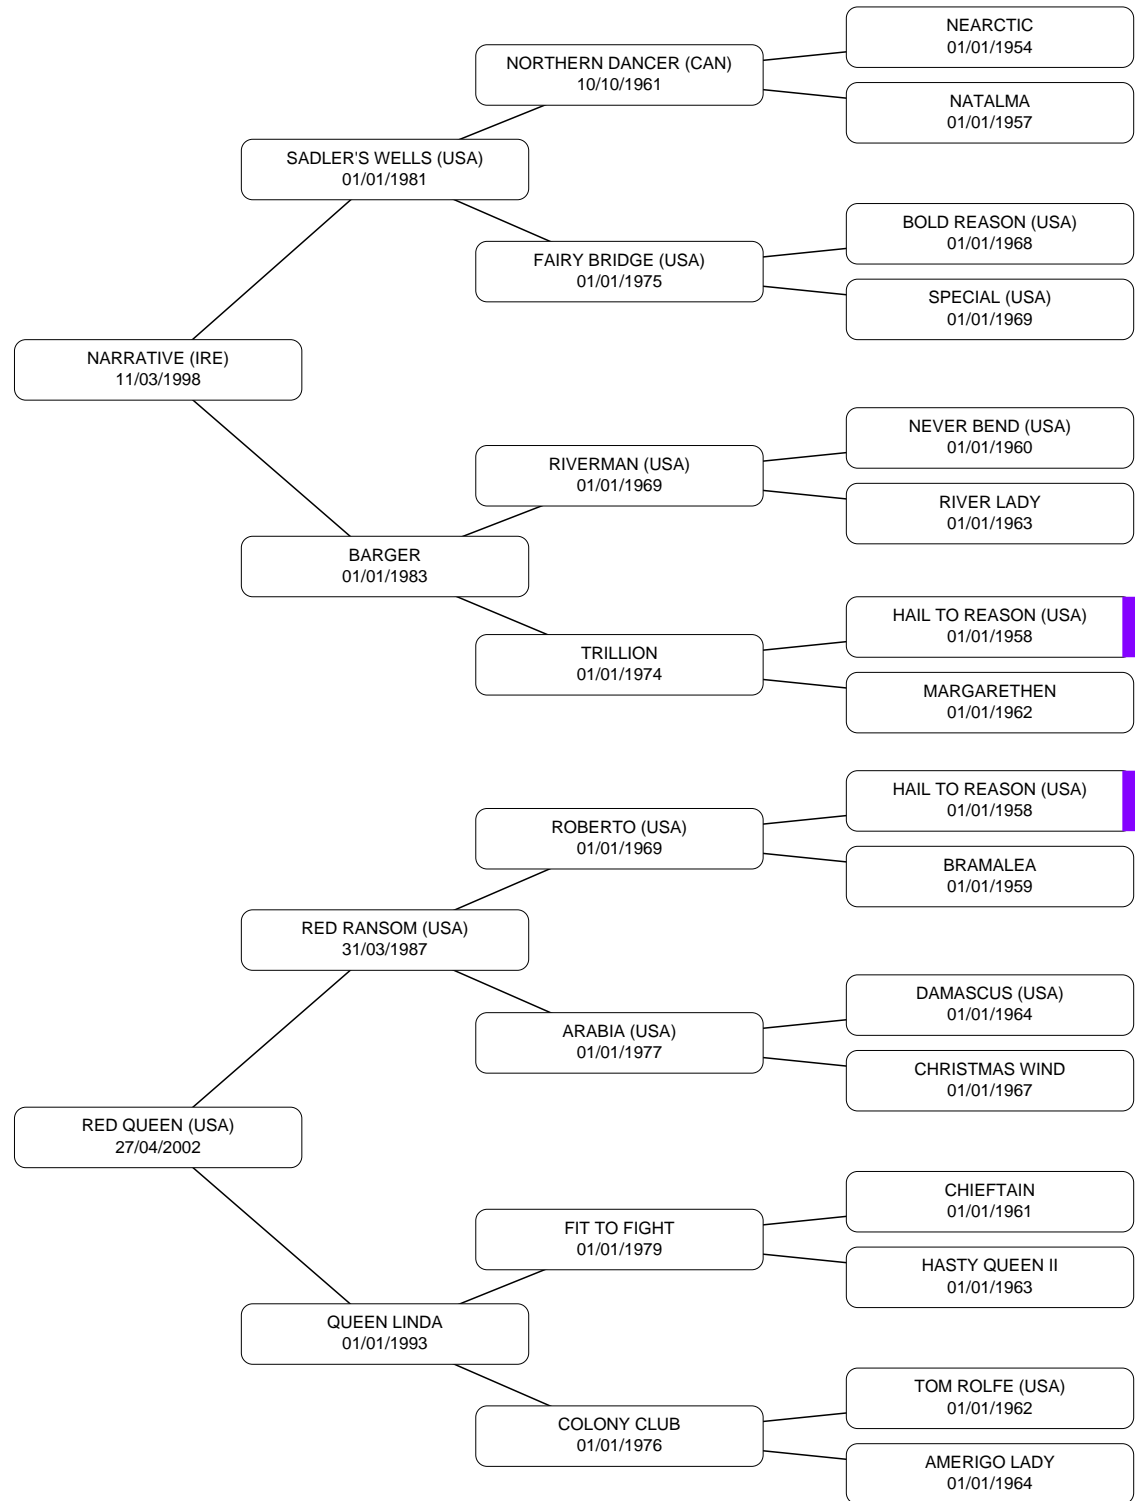 NEARCTIC
01/01/1954
NORTHERN DANCER (CAN)
10/10/1961
NATALMA
01/01/1957
SADLER'S WELLS (USA)
01/01/1981
BOLD REASON (USA)
01/01/1968
FAIRY BRIDGE (USA)
01/01/1975
SPECIAL (USA)
01/01/1969
NARRATIVE (IRE)
11/03/1998
NEVER BEND (USA)
01/01/1960
RIVERMAN (USA)
01/01/1969
RIVER LADY
01/01/1963
BARGER
01/01/1983
HAIL TO REASON (USA)
01/01/1958
TRILLION
01/01/1974
MARGARETHEN
01/01/1962
HAIL TO REASON (USA)
01/01/1958
ROBERTO (USA)
01/01/1969
BRAMALEA
01/01/1959
RED RANSOM (USA)
31/03/1987
DAMASCUS (USA)
01/01/1964
ARABIA (USA)
01/01/1977
CHRISTMAS WIND
01/01/1967
RED QUEEN (USA)
27/04/2002
CHIEFTAIN
01/01/1961
FIT TO FIGHT
01/01/1979
HASTY QUEEN II
01/01/1963
QUEEN LINDA
01/01/1993
TOM ROLFE (USA)
01/01/1962
COLONY CLUB
01/01/1976
AMERIGO LADY
01/01/1964